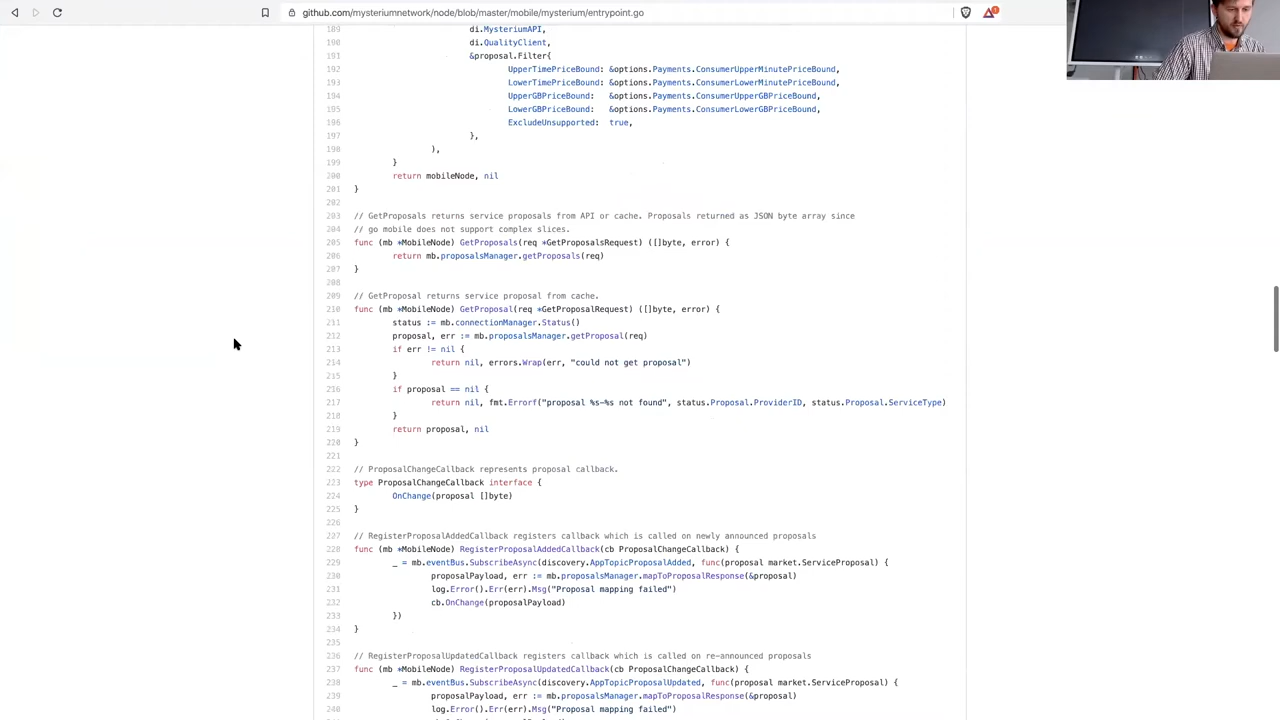 github.com/mysteriumnetwork/node/blob/master/mobile/mysterium/entrypoint.go
1
189 di.MysteriumAPI,
190 di.QualityClient,
191 &proposal.Filter{
192 UpperTimePriceBound: &options.Payments.ConsumerUpperMinutePriceBound,
193 LowerTimePriceBound: &options.Payments.ConsumerLowerMinutePriceBound,
194 UpperGBPriceBound: &options.Payments.ConsumerUpperGBPriceBound,
195 LowerGBPriceBound: &options.Payments.ConsumerLowerGBPriceBound,
196 ExcludeUnsupported: true,
197 },
198 ),
199 }
200 return mobileNode, nil
201 }
202
203 // GetProposals returns service proposals from API or cache. Proposals returned as JSON byte array since
204 // go mobile does not support complex slices.
205 func (mb *MobileNode) GetProposals(req *GetProposalsRequest) ([]byte, error) {
206 return mb.proposalsManager.getProposals(req)
207 }
208
209 // GetProposal returns service proposal from cache.
210 func (mb *MobileNode) GetProposal(req *GetProposalRequest) ([]byte, error) {
211 status := mb.connectionManager.Status()
212 proposal, err := mb.proposalsManager.getProposal(req)
213 if err != nil {
214 return nil, errors.Wrap(err, "could not get proposal")
215 }
216 if proposal == nil {
217 return nil, fmt.Errorf("proposal %s-%s not found", status.Proposal.ProviderID, status.Proposal.ServiceType)
218 }
219 return proposal, nil
220 }
221
222 // ProposalChangeCallback represents proposal callback.
223 type ProposalChangeCallback interface {
224 OnChange(proposal []byte)
225 }
226
227 // RegisterProposalAddedCallback registers callback which is called on newly announced proposals
228 func (mb *MobileNode) RegisterProposalAddedCallback(cb ProposalChangeCallback) {
229 _ = mb.eventBus.SubscribeAsync(discovery.AppTopicProposalAdded, func(proposal market.ServiceProposal) {
230 proposalPayload, err := mb.proposalsManager.mapToProposalResponse(&proposal)
231 log.Error().Err(err).Msg("Proposal mapping failed")
232 cb.OnChange(proposalPayload)
233 })
234 }
235
236 // RegisterProposalUpdatedCallback registers callback which is called on re-announced proposals
237 func (mb *MobileNode) RegisterProposalUpdatedCallback(cb ProposalChangeCallback) {
238 _ = mb.eventBus.SubscribeAsync(discovery.AppTopicProposalUpdated, func(proposal market.ServiceProposal) {
239 proposalPayload, err := mb.proposalsManager.mapToProposalResponse(&proposal)
240 log.Error().Err(err).Msg("Proposal mapping failed")